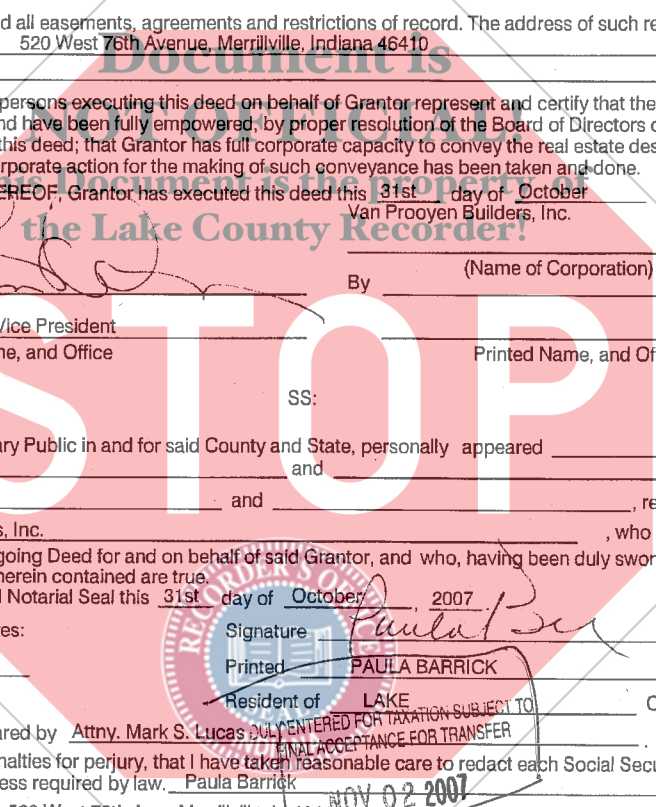 d all easements, agreements and restrictions of record. The address of such re
520 West 76th Avenue, Merrillville, Indiana 46410
Document is
persons executing this deed on behalf of Grantor represent and certify that the
NOT OFFICIAL!
nd have been fully empowered, by proper resolution of the Board of Directors
this deed; that Grantor has full corporate capacity to convey the real estate des
rporate action for the making of such conveyance has been taken and done.
This Document is the property of
EREOF, Grantor has executed this deed this 31st day of October
Van Prooyen Builders, Inc.
the Lake County Recorder!
(Name of Corporation)
By
STOP
Vice President
me, and Office Printed Name, and Of
SS:
ary Public in and for said County and State, personally appeared
and
and , re
s, Inc. , who
going Deed for and on behalf of said Grantor, and who, having been duly swor
herein contained are true.
l Notarial Seal this 31st day of October , 2007
RECORDER'S OFFICE
res: Signature Paula
Printed PAULA BARRICK
Resident of LAKE
INDIANA
ared by Attny. Mark S. Lucas
DULY ENTERED FOR TAXATION SUBJECT TO
FINAL ACCEPTANCE FOR TRANSFER
nalties for perjury, that I have taken reasonable care to redact each Social Secu
ess required by law. Paula Barrick
NOV 02 2007